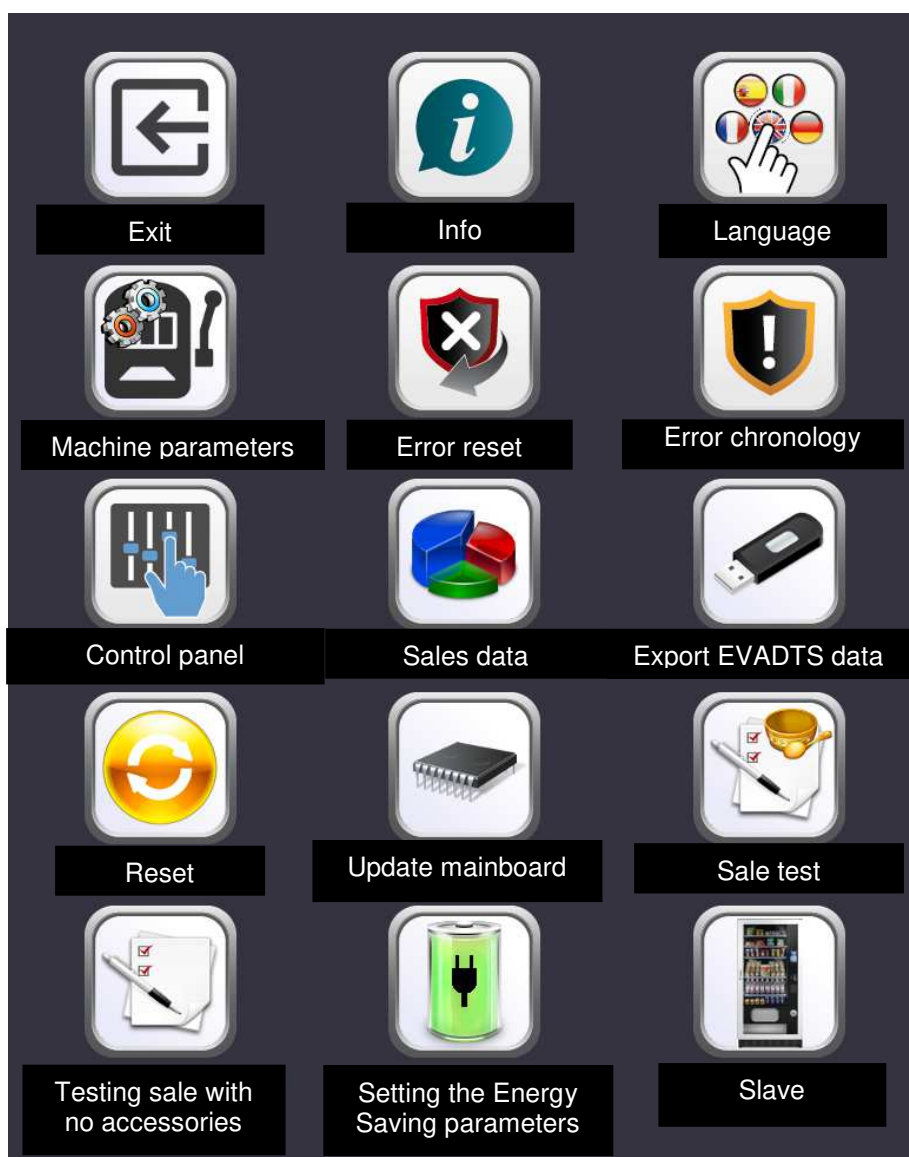 Exit
Info
Language
Machine parameters
Error reset
Error chronology
Control panel
Sales data
Export EVADTS data
Reset
Update mainboard
Sale test
Testing sale with
no accessories
Setting the Energy
Saving parameters
Slave